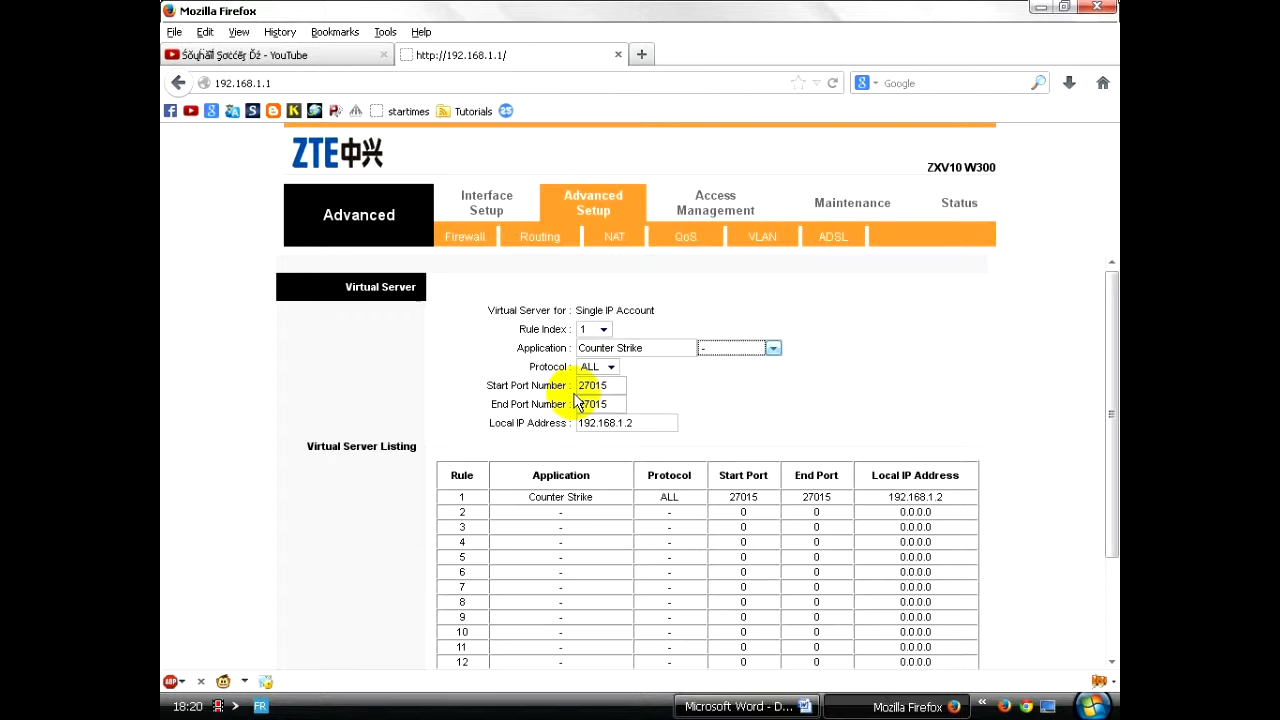 Mozilla Firefox
File Edit View History Bookmarks Tools Help
- YouTube
http://192.168.1.1/
192.168.1.1
Google
startimes
Tutorials
25
ZTE中兴
ZXV10 W300
Advanced
Interface Setup
Advanced Setup
Access Management
Maintenance
Status
Firewall
Routing
NAT
QoS
VLAN
ADSL
Virtual Server
Virtual Server for : Single IP Account
Rule Index : 1
Application : Counter Strike -
Protocol : ALL
Start Port Number : 27015
End Port Number : 27015
Local IP Address : 192.168.1.2
Virtual Server Listing
Rule Application Protocol Start Port End Port Local IP Address
1 Counter Strike ALL 27015 27015 192.168.1.2
2 - - 0 0 0.0.0.0
3 - - 0 0 0.0.0.0
4 - - 0 0 0.0.0.0
5 - - 0 0 0.0.0.0
6 - - 0 0 0.0.0.0
7 - - 0 0 0.0.0.0
8 - - 0 0 0.0.0.0
9 - - 0 0 0.0.0.0
10 - - 0 0 0.0.0.0
11 - - 0 0 0.0.0.0
12 - - 0 0 0.0.0.0
ABP
18:20
FR
Microsoft Word - D...
Mozilla Firefox